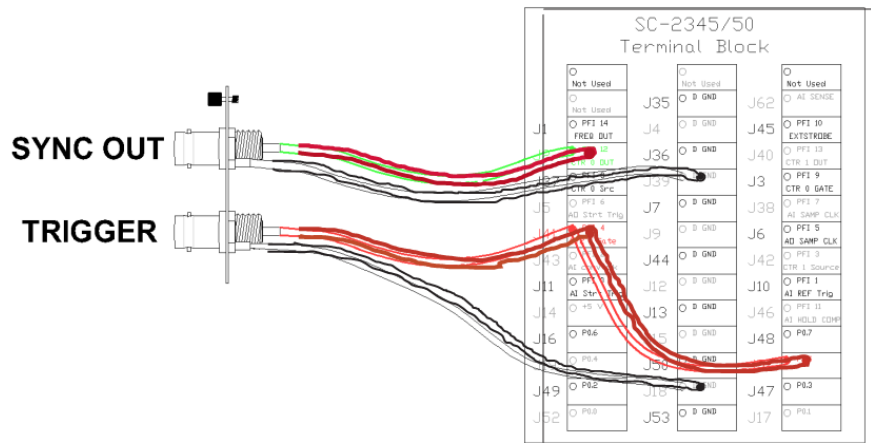 SC-2345/50
Terminal Block
SYNC OUT
TRIGGER
Not Used
Not Used
J1
PFI 14
FREQ OUT
12
CTR 0 OUT
CTR 0 Src
J5
PFI 6
AO Strt Trig
4
J43
J11
AI Strt
J14
+5 V
J16
P0.6
P0.4
J49
P0.2
J52
P0.0
Not Used
J35
D GND
J4
D GND
J36
D GND
J39
J7
D GND
J9
D GND
J44
D GND
J12
D GND
J13
D GND
D GND
J50
D GND
J18
J53
D GND
Not Used
J62
AI SENSE
J45
PFI 10
EXTSTROBE
J40
PFI 13
CTR 1 OUT
J3
PFI 9
CTR 0 GATE
J38
PFI 7
AI SAMP CLK
J6
PFI 5
AO SAMP CLK
J42
PFI 3
CTR 1 Source
J10
PFI 1
AI REF Trig
J46
PFI 11
AI HOLD COMP
J48
P0.7
J47
P0.3
J17
P0.1